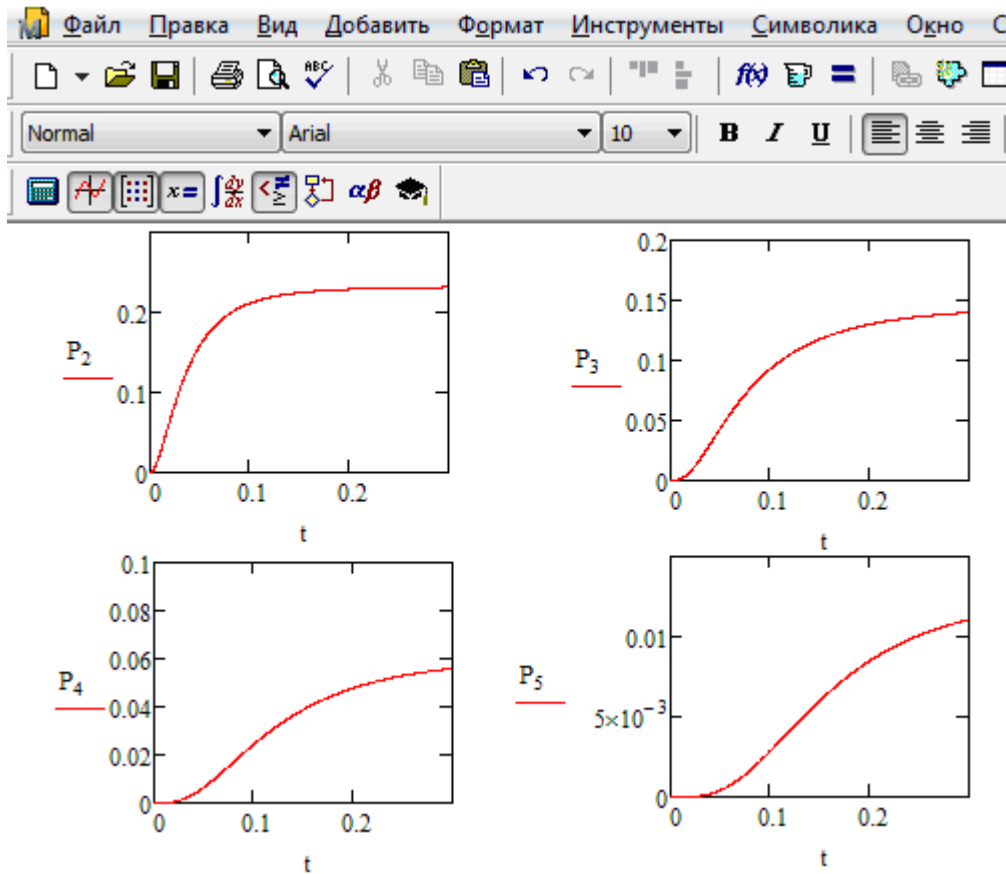 Файл Правка Вид Добавить Формат Инструменты Символика Окно С
ABC f(x)
Normal Arial 10 B I U
x= ∫ dy/dx <≠≥ αβ
0.2
P2
0.1
0
0 0.1 0.2
t
0.2
0.15
P3
0.1
0.05
0
0 0.1 0.2
t
0.1
0.08
0.06
P4
0.04
0.02
0
0 0.1 0.2
t
0.01
P5
5×10⁻³
0
0 0.1 0.2
t